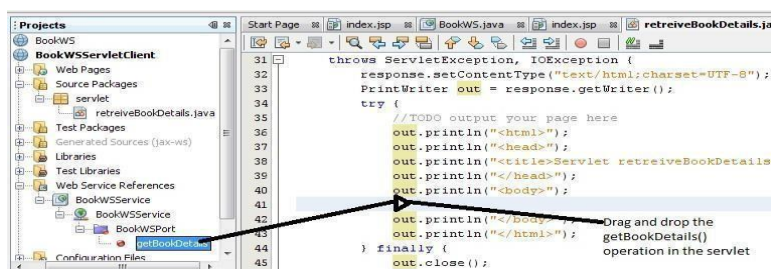 Projects
BookWS
BookWSServletClient
Web Pages
Source Packages
servlet
retreiveBookDetails.java
Test Packages
Generated Sources (jax-ws)
Libraries
Test Libraries
Web Service References
BookWSService
BookWSService
BookWSPort
getBookDetails
Configuration Files
Start Page index.jsp BookWS.java index.jsp retreiveBookDetails.ja
31 throws ServletException, IOException {
32 response.setContentType("text/html;charset=UTF-8");
33 PrintWriter out = response.getWriter();
34 try {
35 //TODO output your page here
36 out.println("<html>");
37 out.println("<head>");
38 out.println("<title>Servlet retreiveBookDetails
39 out.println("</head>");
40 out.println("<body>");
41
42 out.println("</body>");
43 out.println("</html>");
44 } finally {
45 out.close();
Drag and drop the
getBookDetails()
operation in the servlet